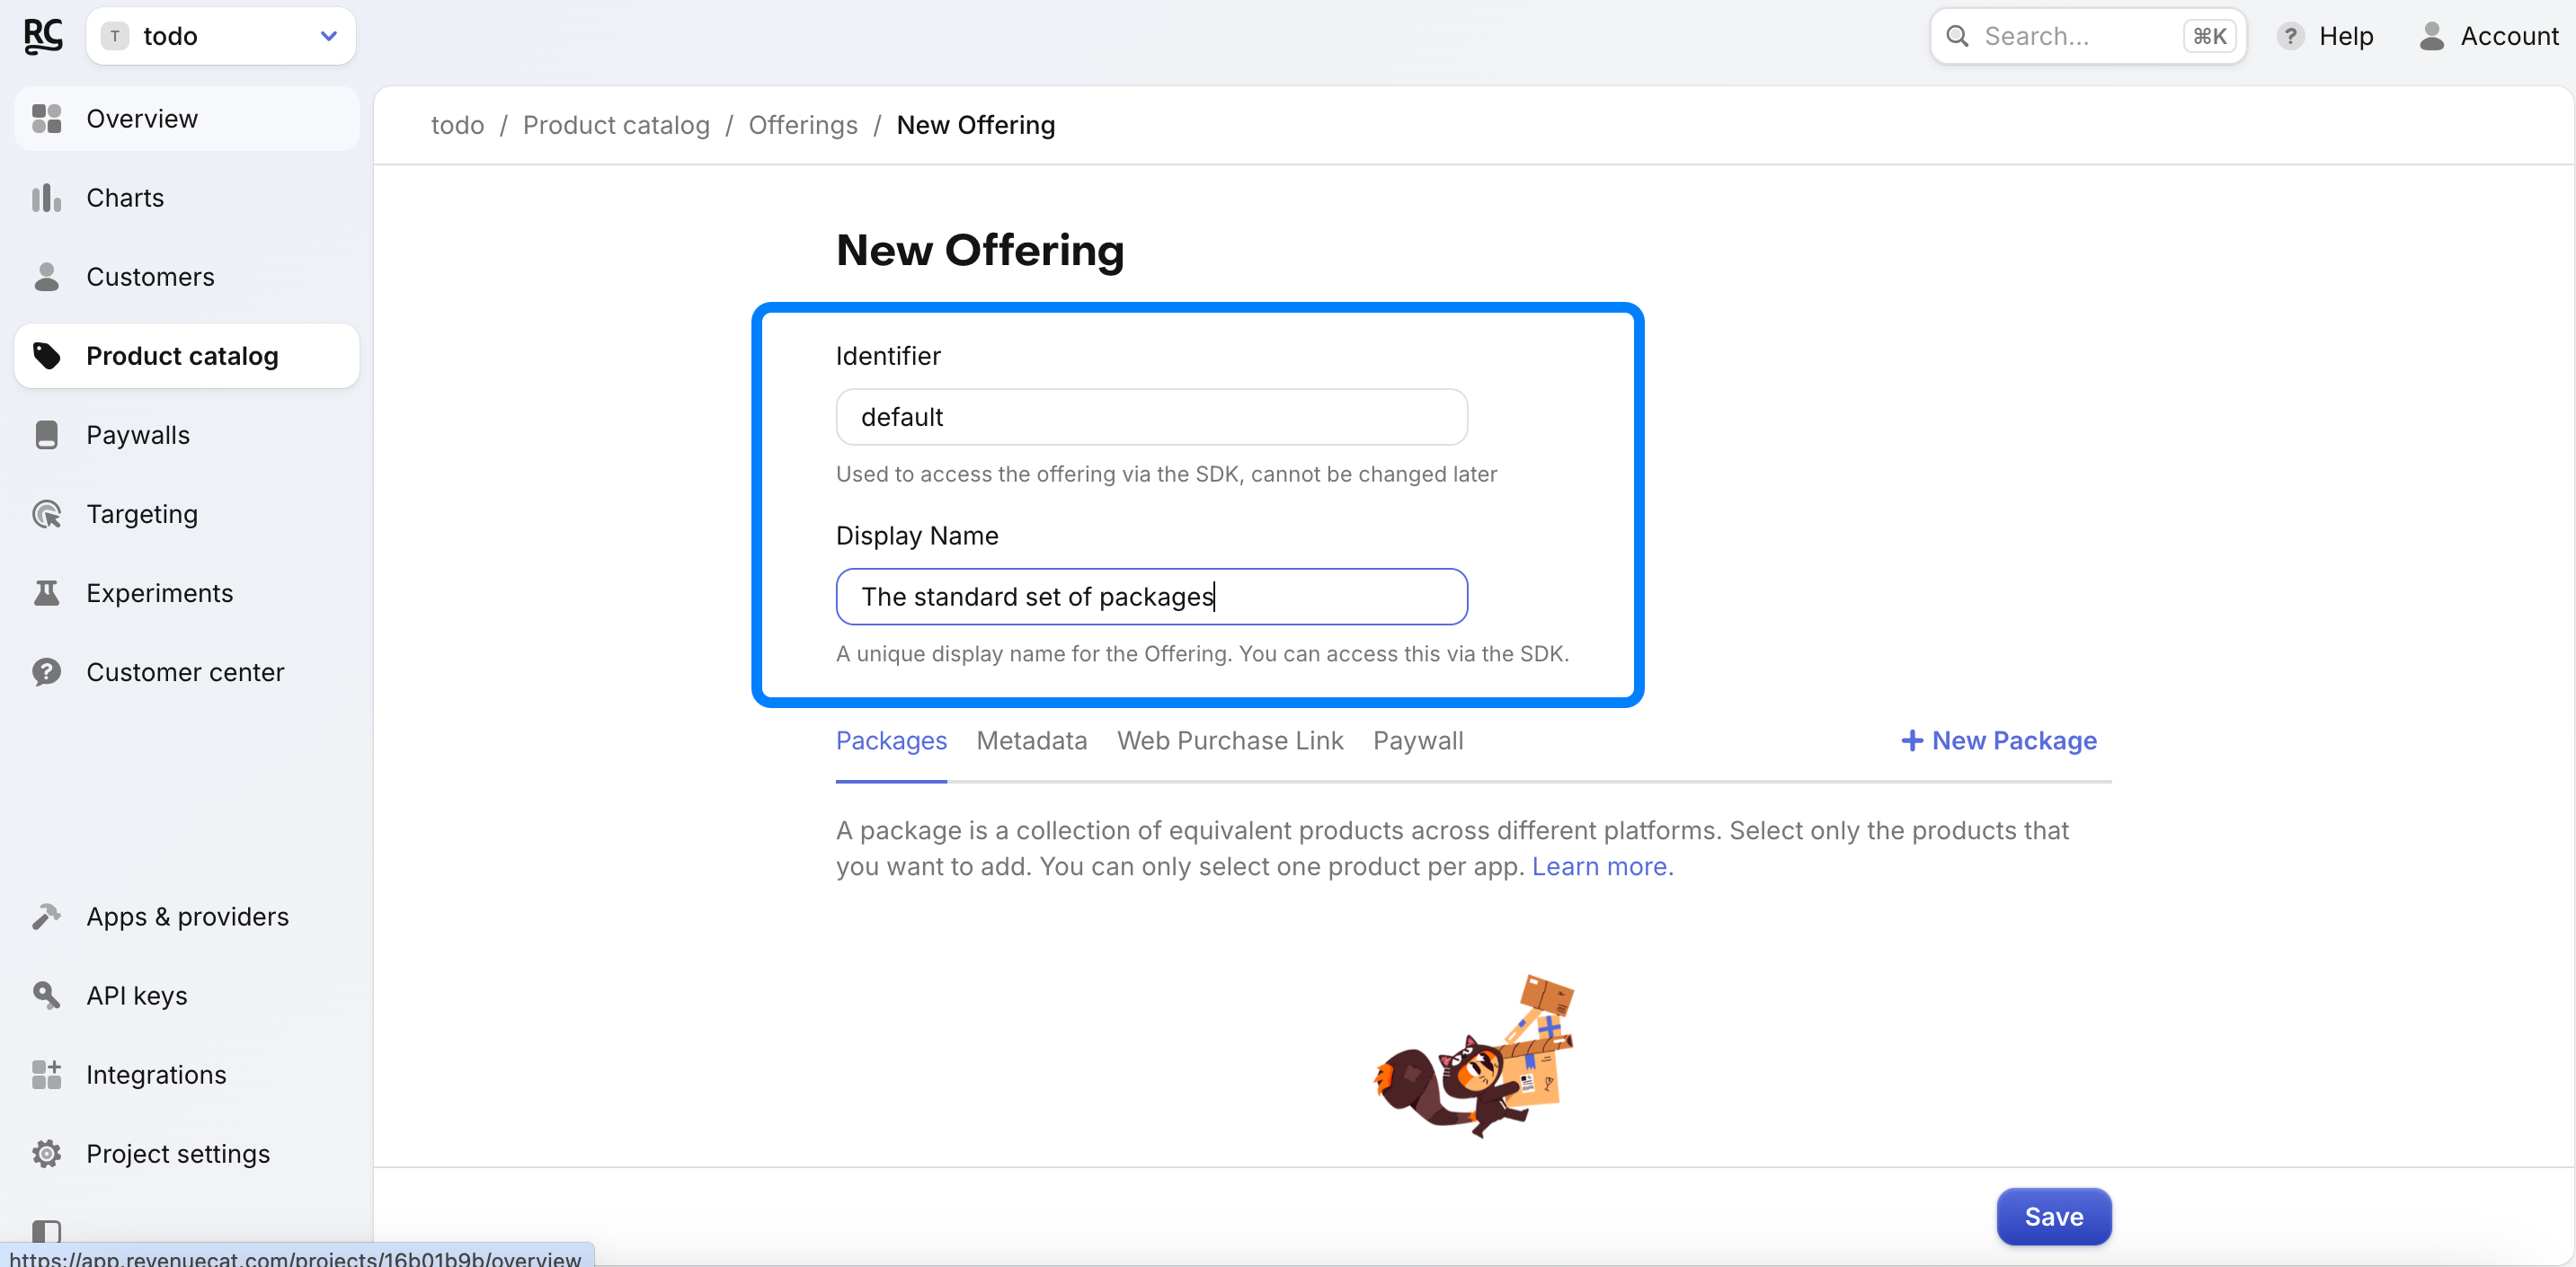 RC
T todo
Search... ⌘K
? Help
Account
Overview
Charts
Customers
Product catalog
Paywalls
Targeting
Experiments
Customer center
Apps & providers
API keys
Integrations
Project settings
https://app.revenuecat.com/projects/16b01b9b/overview
todo / Product catalog / Offerings / New Offering
New Offering
Identifier
default
Used to access the offering via the SDK, cannot be changed later
Display Name
The standard set of packages
A unique display name for the Offering. You can access this via the SDK.
Packages Metadata Web Purchase Link Paywall
+ New Package
A package is a collection of equivalent products across different platforms. Select only the products that
you want to add. You can only select one product per app. Learn more.
Save